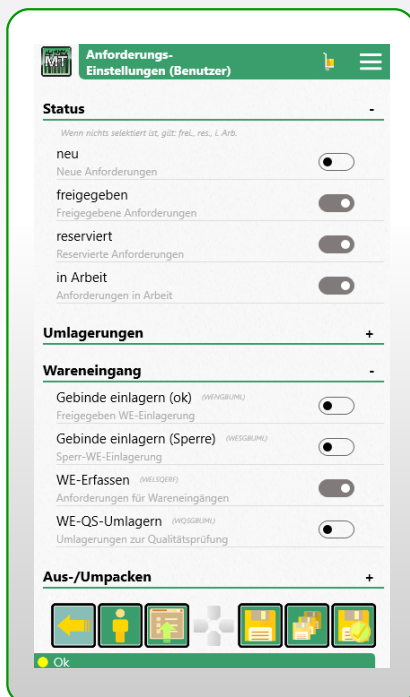 MT
Anforderungs-
Einstellungen (Benutzer)
Status -
Wenn nichts selektiert ist, gilt: frei., res., i. Arb.
neu
Neue Anforderungen
freigegeben
Freigegebene Anforderungen
reserviert
Reservierte Anforderungen
in Arbeit
Anforderungen in Arbeit
Umlagerungen +
Wareneingang -
Gebinde einlagern (ok) (WENGBUML)
Freigegeben WE-Einlagerung
Gebinde einlagern (Sperre) (WESGBUML)
Sperr-WE-Einlagerung
WE-Erfassen (WELSQERF)
Anforderungen für Wareneingängen
WE-QS-Umlagern (WQSGBUML)
Umlagerungen zur Qualitätsprüfung
Aus-/Umpacken +
Ok